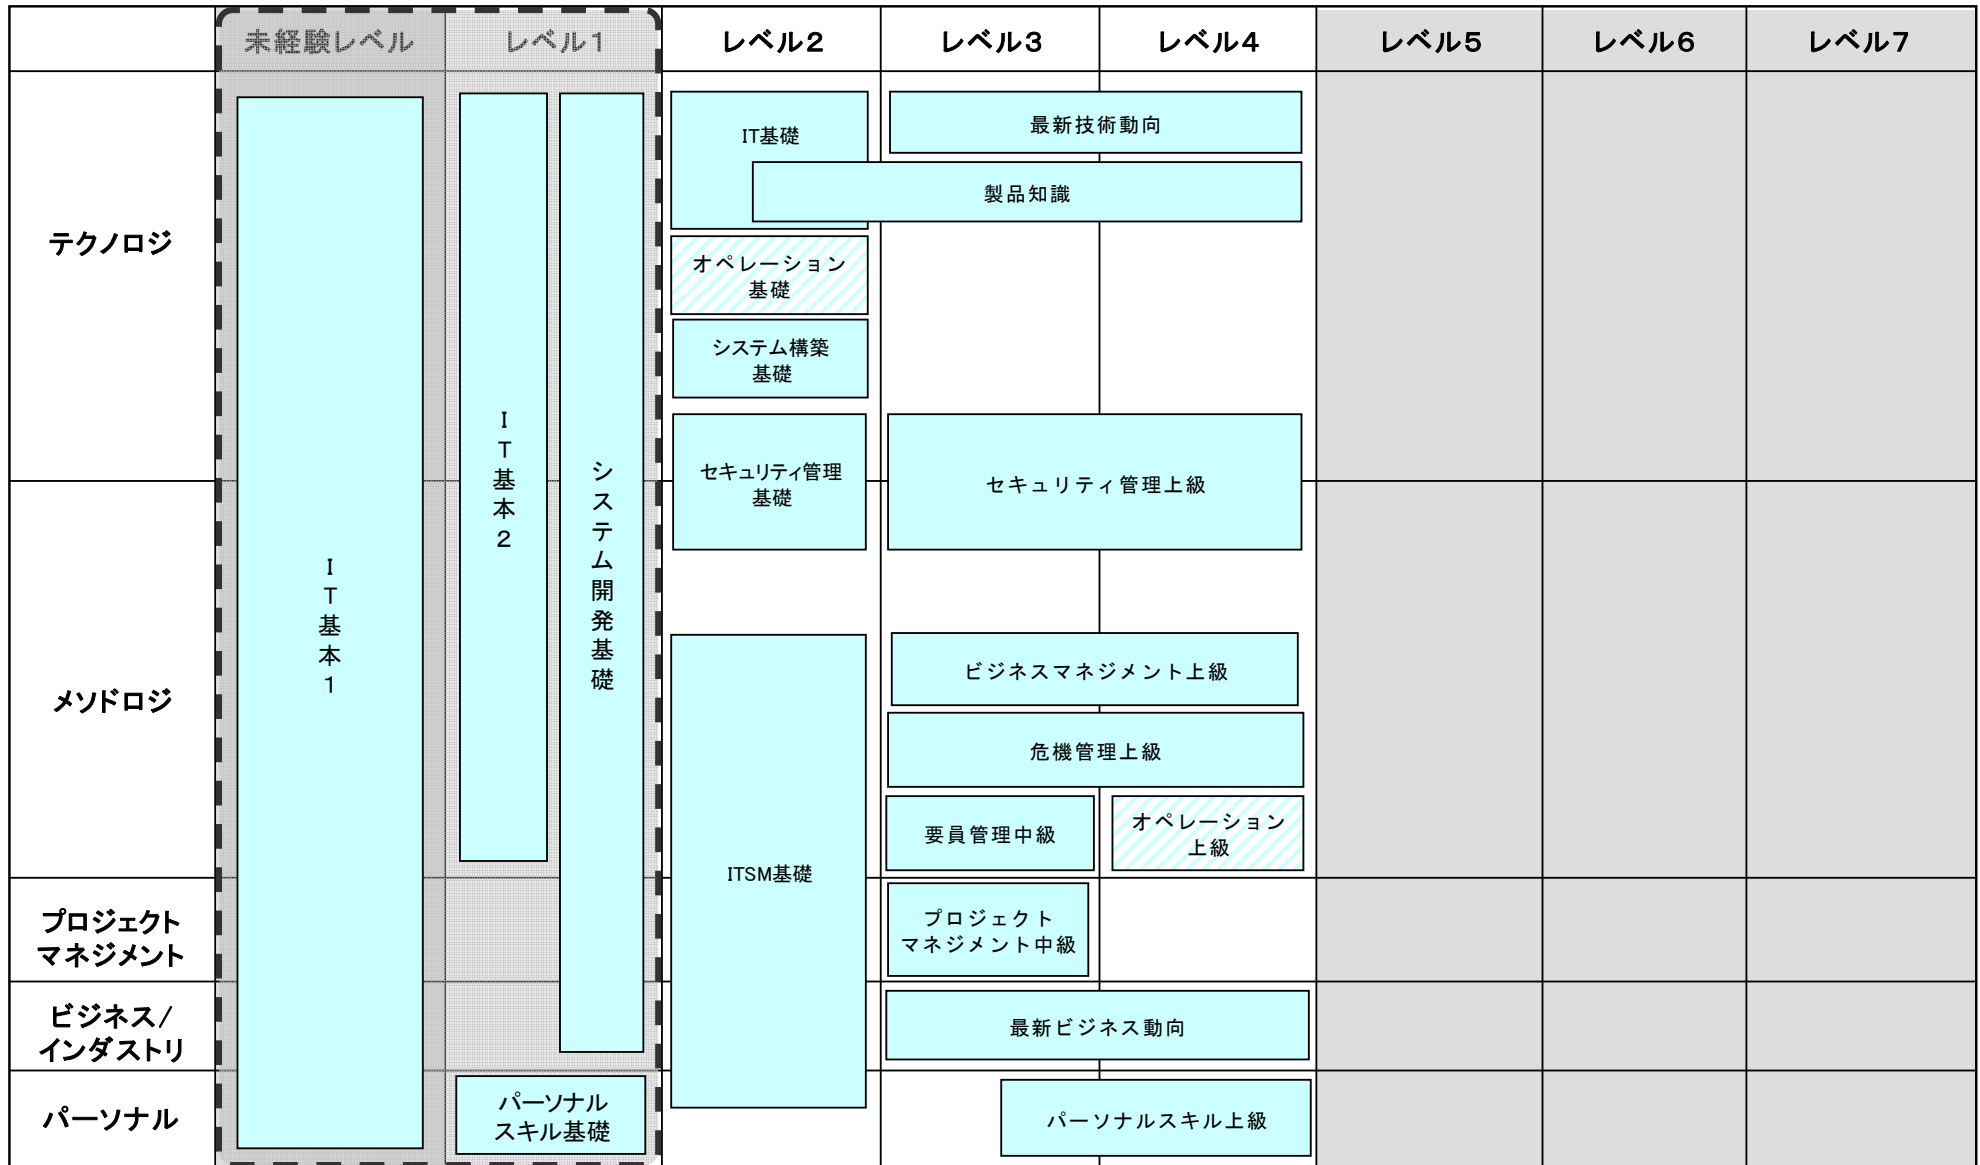 未経験レベル
レベル1
レベル2
レベル3
レベル4
レベル5
レベル6
レベル7
テクノロジ
メソドロジ
プロジェクト
マネジメント
ビジネス/
インダストリ
パーソナル
IT基本1
IT基本2
システム開発基礎
パーソナル
スキル基礎
IT基礎
最新技術動向
製品知識
オペレーション
基礎
システム構築
基礎
セキュリティ管理
基礎
セキュリティ管理上級
ITSM基礎
ビジネスマネジメント上級
危機管理上級
要員管理中級
オペレーション
上級
プロジェクト
マネジメント中級
最新ビジネス動向
パーソナルスキル上級